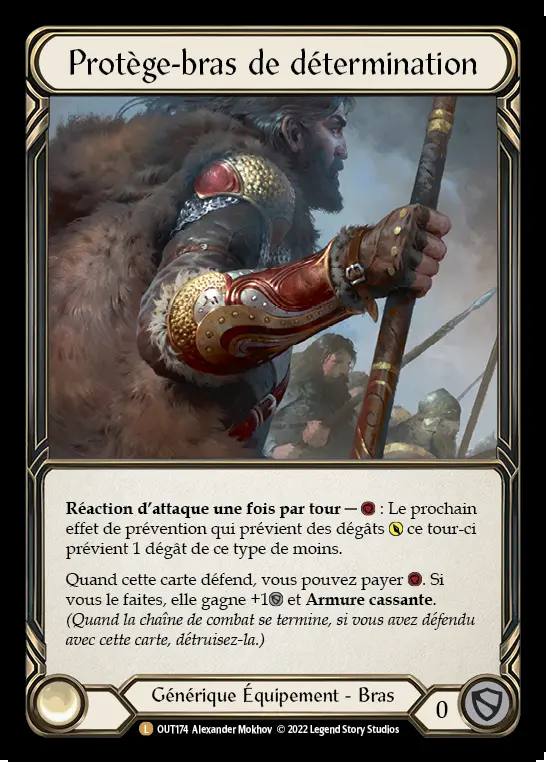 Protège-bras de détermination
Réaction d'attaque une fois par tour — : Le prochain
effet de prévention qui prévient des dégâts ce tour-ci
prévient 1 dégât de ce type de moins.
Quand cette carte défend, vous pouvez payer . Si
vous le faites, elle gagne +1 et Armure cassante.
(Quand la chaîne de combat se termine, si vous avez défendu
avec cette carte, détruisez-la.)
Générique Équipement - Bras
0
L OUT174 Alexander Mokhov © 2022 Legend Story Studios